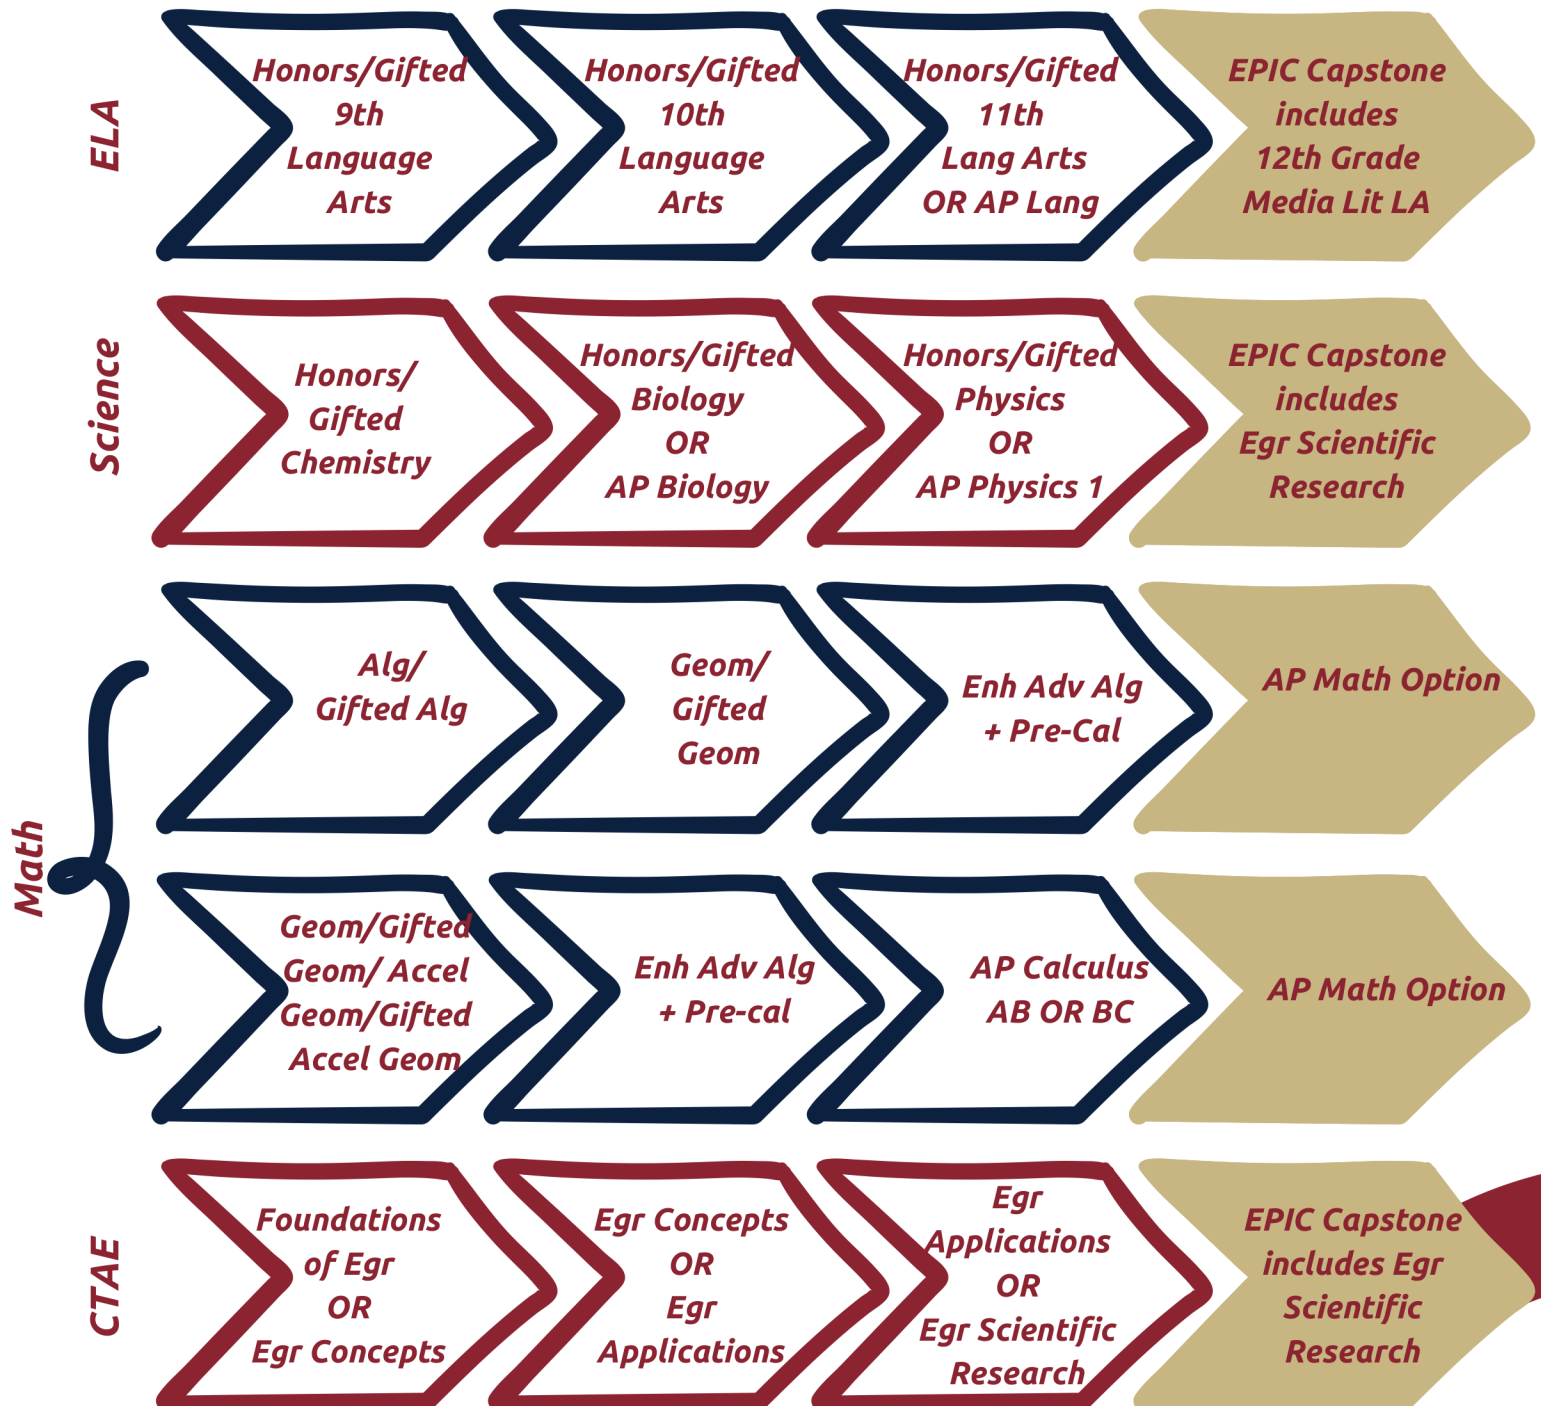 ELA
Honors/Gifted
9th
Language
Arts
Honors/Gifted
10th
Language
Arts
Honors/Gifted
11th
Lang Arts
OR AP Lang
EPIC Capstone
includes
12th Grade
Media Lit LA
Science
Honors/
Gifted
Chemistry
Honors/Gifted
Biology
OR
AP Biology
Honors/Gifted
Physics
OR
AP Physics 1
EPIC Capstone
includes
Egr Scientific
Research
Math
Alg/
Gifted Alg
Geom/
Gifted
Geom
Enh Adv Alg
+ Pre-Cal
AP Math Option
Geom/Gifted
Geom/ Accel
Geom/Gifted
Accel Geom
Enh Adv Alg
+ Pre-cal
AP Calculus
AB OR BC
AP Math Option
CTAE
Foundations
of Egr
OR
Egr Concepts
Egr Concepts
OR
Egr
Applications
Egr
Applications
OR
Egr Scientific
Research
EPIC Capstone
includes Egr
Scientific
Research